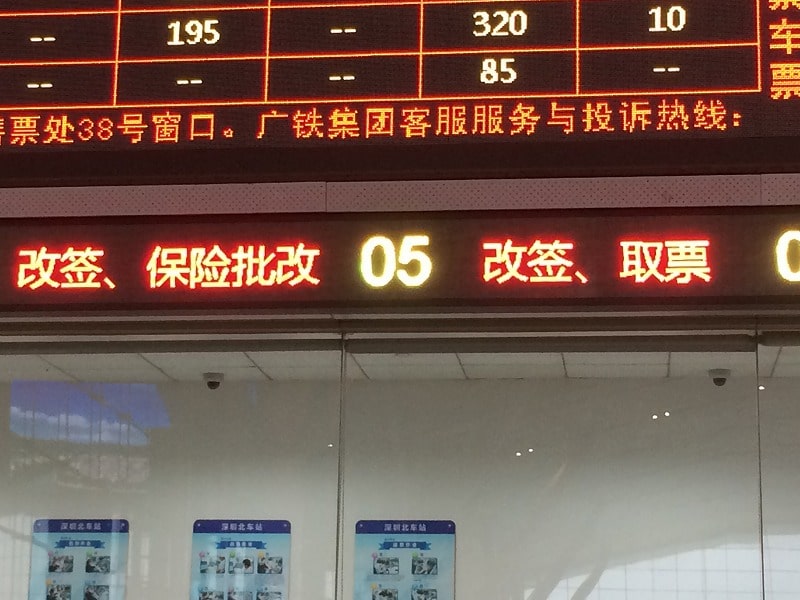 -- 195 -- 320 10
-- -- -- 85 --
车
票
票处38号窗口。广铁集团客服服务与投诉热线:
改签、保险批改 05 改签、取票
深圳北车站 深圳北车站 深圳北车站